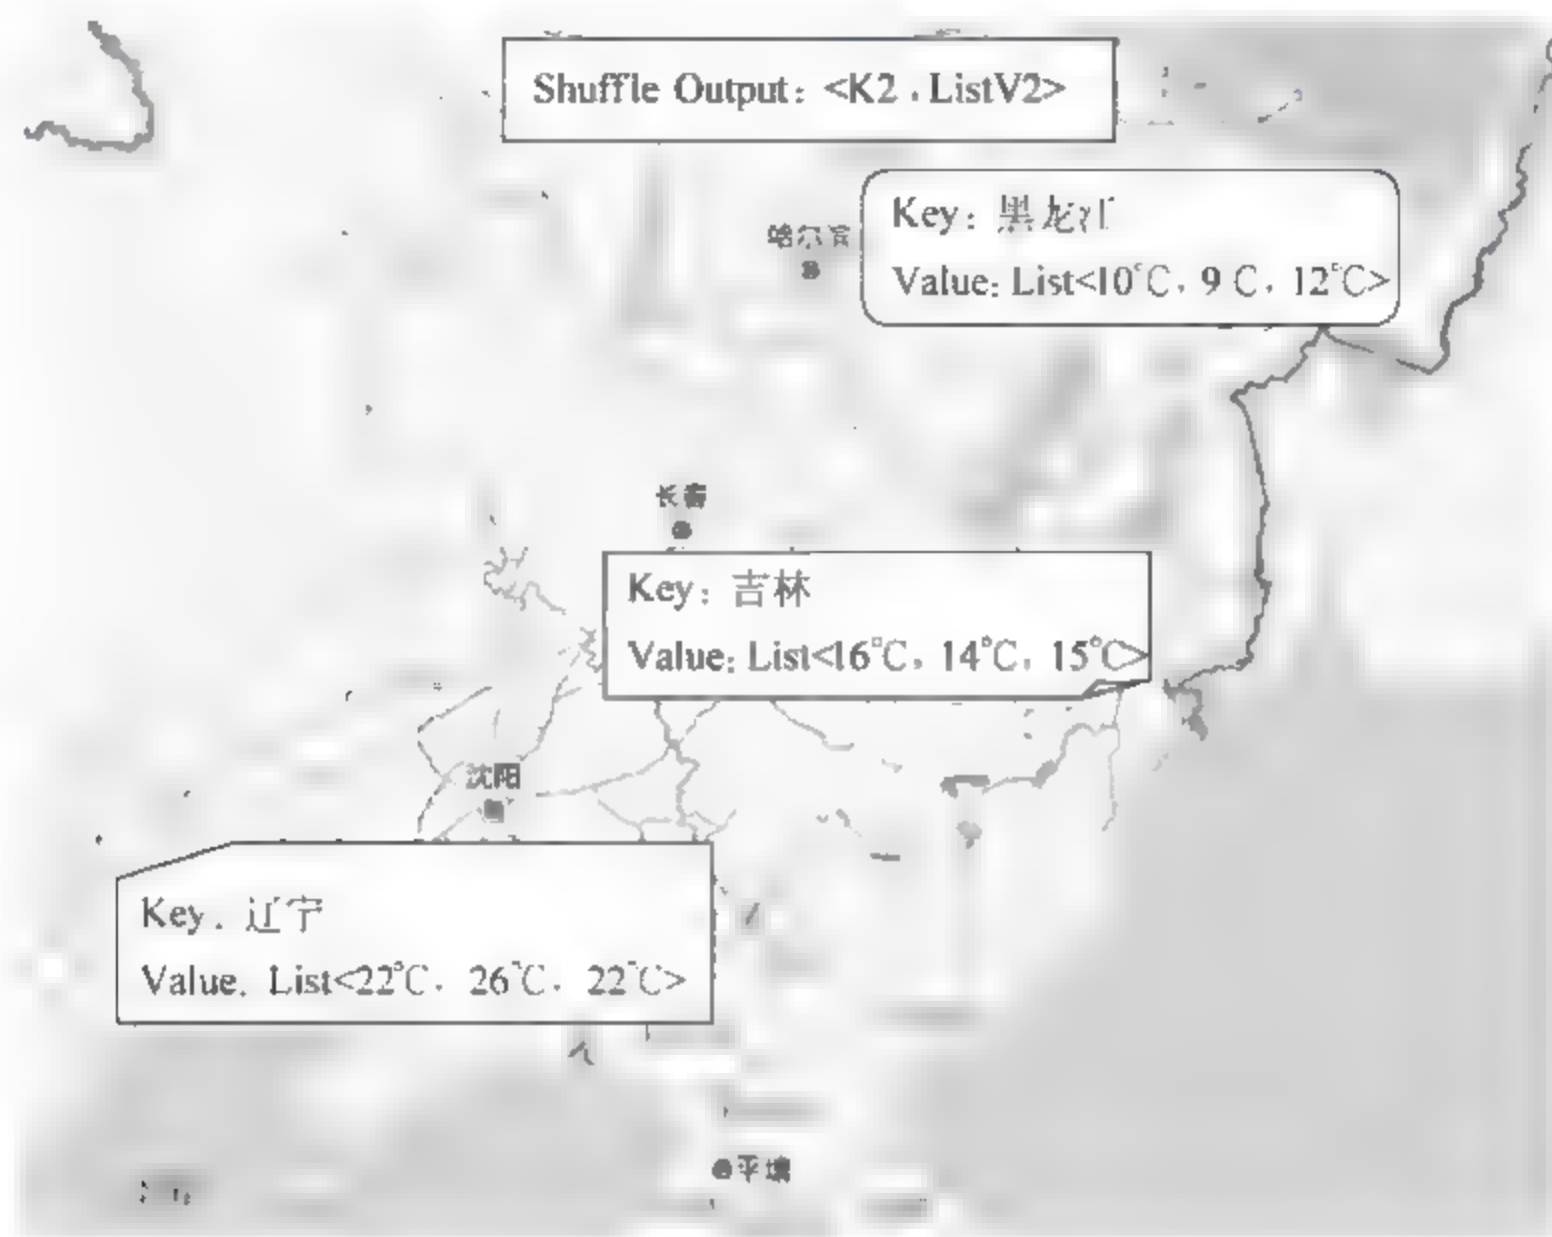 Shuffle Output: <K2, ListV2>
哈尔滨
Key: 黑龙江
Value: List<10℃, 9℃, 12℃>
长春
Key: 吉林
Value: List<16℃, 14℃, 15℃>
沈阳
Key: 辽宁
Value: List<22℃, 26℃, 22℃>
平壤